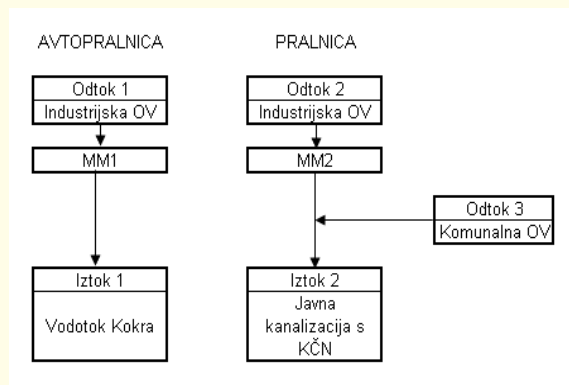 AVTOPRALNICA
PRALNICA
Odtok 1
Industrijska OV
Odtok 2
Industrijska OV
MM1
MM2
Odtok 3
Komunalna OV
Iztok 1
Vodotok Kokra
Iztok 2
Javna
kanalizacija s
KČN